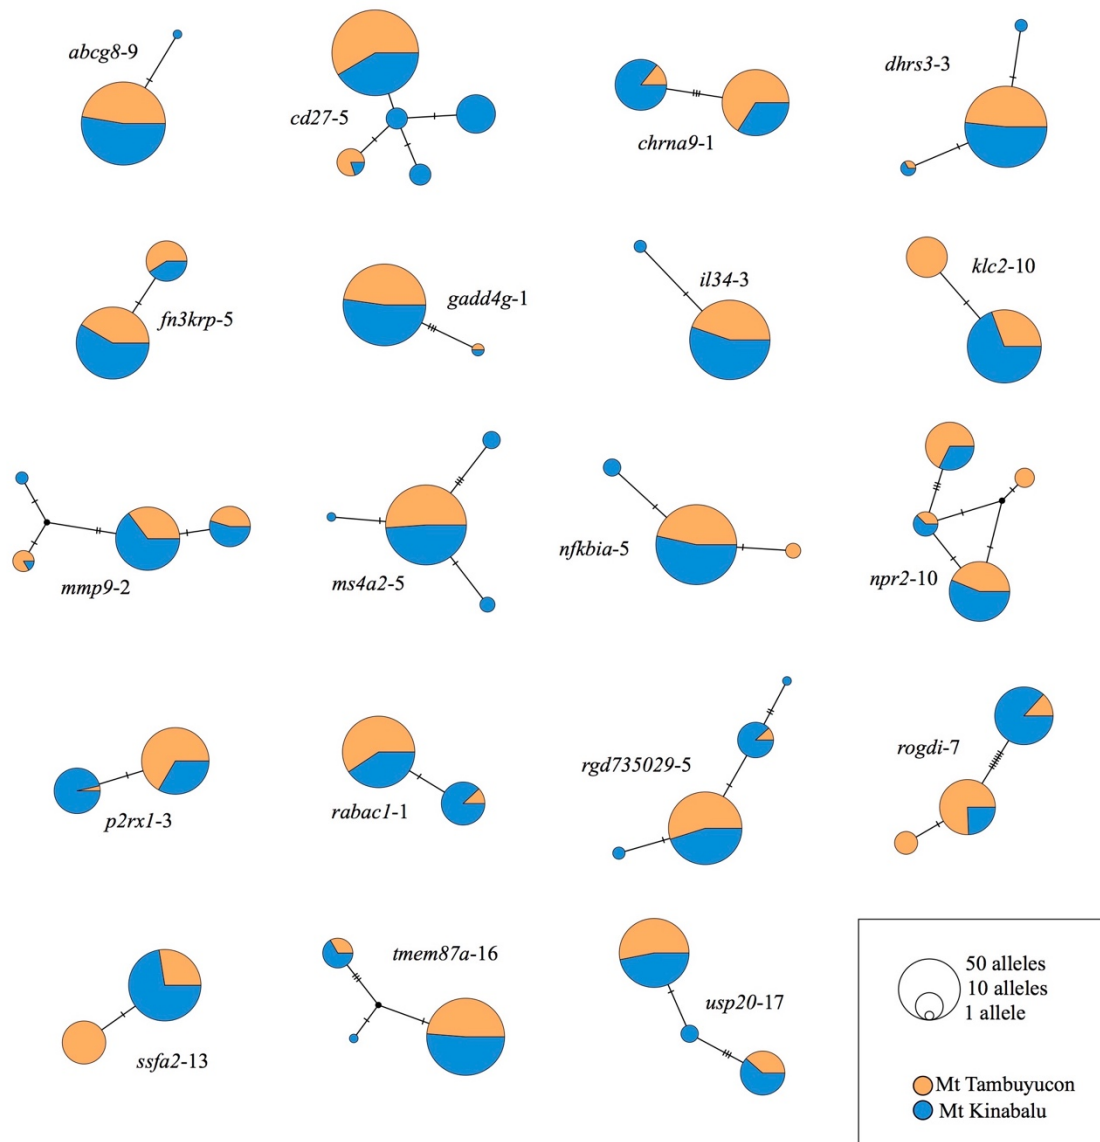 abcg8-9
cd27-5
chrna9-1
dhrs3-3
fn3krp-5
gadd4g-1
il34-3
klc2-10
mmp9-2
ms4a2-5
nfkbia-5
npr2-10
p2rx1-3
rabac1-1
rgd735029-5
rogdi-7
ssfa2-13
tmem87a-16
usp20-17
50 alleles
10 alleles
1 allele
Mt Tambuyucon
Mt Kinabalu